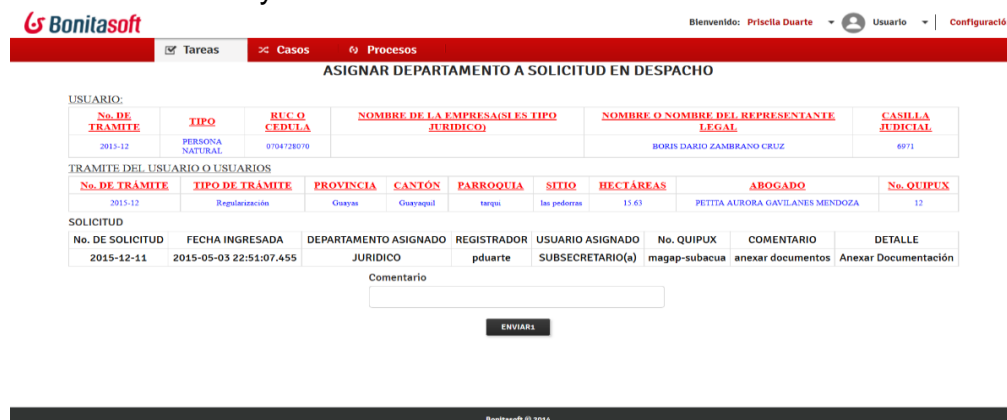 Bonitasoft
Bienvenido: Priscila Duarte Usuario Configuració
Tareas Casos Procesos
ASIGNAR DEPARTAMENTO A SOLICITUD EN DESPACHO
USUARIO:
No. DE TRAMITE TIPO RUC O CEDULA NOMBRE DE LA EMPRESA(SI ES TIPO JURIDICO) NOMBRE O NOMBRE DEL REPRESENTANTE LEGAL CASILLA JUDICIAL
2015-12 PERSONA NATURAL 0704728070 BORIS DARIO ZAMBRANO CRUZ 6971
TRAMITE DEL USUARIO O USUARIOS
No. DE TRÁMITE TIPO DE TRÁMITE PROVINCIA CANTÓN PARROQUIA SITIO HECTÁREAS ABOGADO No. QUIPUX
2015-12 Regularización Guayas Guayaquil tarqui las pedorras 15.63 PETITA AURORA GAVILANES MENDOZA 12
SOLICITUD
No. DE SOLICITUD FECHA INGRESADA DEPARTAMENTO ASIGNADO REGISTRADOR USUARIO ASIGNADO No. QUIPUX COMENTARIO DETALLE
2015-12-11 2015-05-03 22:51:07.455 JURIDICO pduarte SUBSECRETARIO(a) magap-subacua anexar documentos Anexar Documentación
Comentario
ENVIAR1
Bonitasoft © 2014